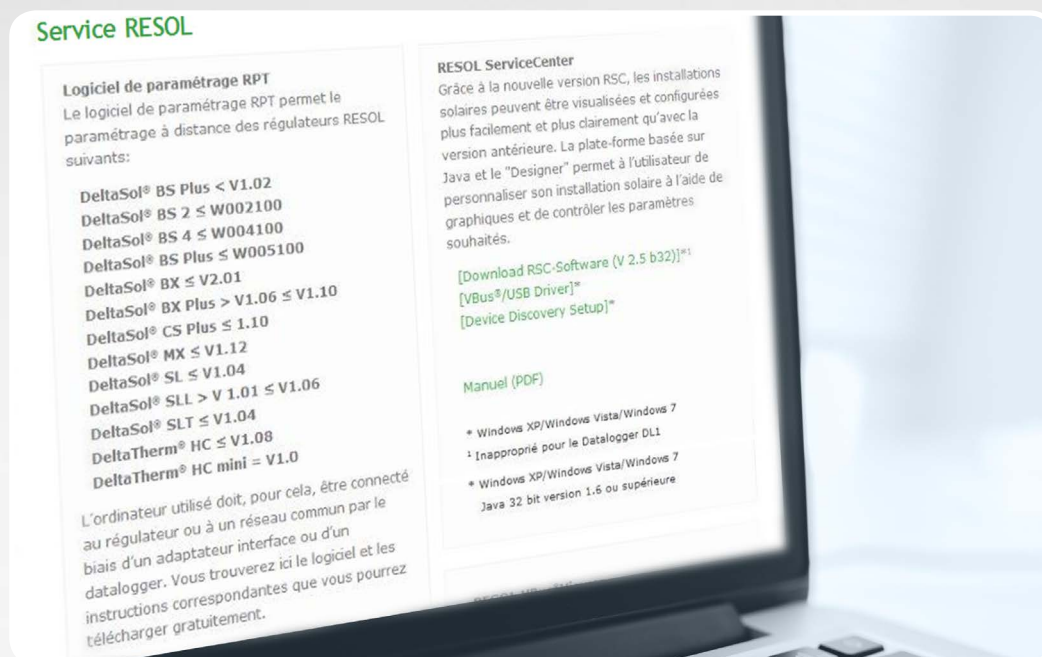 Service RESOL
Logiciel de paramétrage RPT
Le logiciel de paramétrage RPT permet le
paramétrage à distance des régulateurs RESOL
suivants:
DeltaSol® BS Plus < V1.02
DeltaSol® BS 2 ≤ W002100
DeltaSol® BS 4 ≤ W004100
DeltaSol® BS Plus ≤ W005100
DeltaSol® BX ≤ V2.01
DeltaSol® BX Plus > V1.06 ≤ V1.10
DeltaSol® CS Plus ≤ 1.10
DeltaSol® MX ≤ V1.12
DeltaSol® SL ≤ V1.04
DeltaSol® SLL > V 1.01 ≤ V1.06
DeltaSol® SLT ≤ V1.04
DeltaTherm® HC ≤ V1.08
DeltaTherm® HC mini = V1.0
L'ordinateur utilisé doit, pour cela, être connecté
au régulateur ou à un réseau commun par le
biais d'un adaptateur interface ou d'un
datalogger. Vous trouverez ici le logiciel et les
instructions correspondantes que vous pourrez
télécharger gratuitement.
RESOL ServiceCenter
Grâce à la nouvelle version RSC, les installations
solaires peuvent être visualisées et configurées
plus facilement et plus clairement qu'avec la
version antérieure. La plate-forme basée sur
Java et le "Designer" permet à l'utilisateur de
personnaliser son installation solaire à l'aide de
graphiques et de contrôler les paramètres
souhaités.
[Download RSC-Software (V 2.5 b32)]*¹
[VBus®/USB Driver]*
[Device Discovery Setup]*
Manuel (PDF)
* Windows XP/Windows Vista/Windows 7
¹ Inapproprié pour le Datalogger DL1
* Windows XP/Windows Vista/Windows 7
Java 32 bit version 1.6 ou supérieure